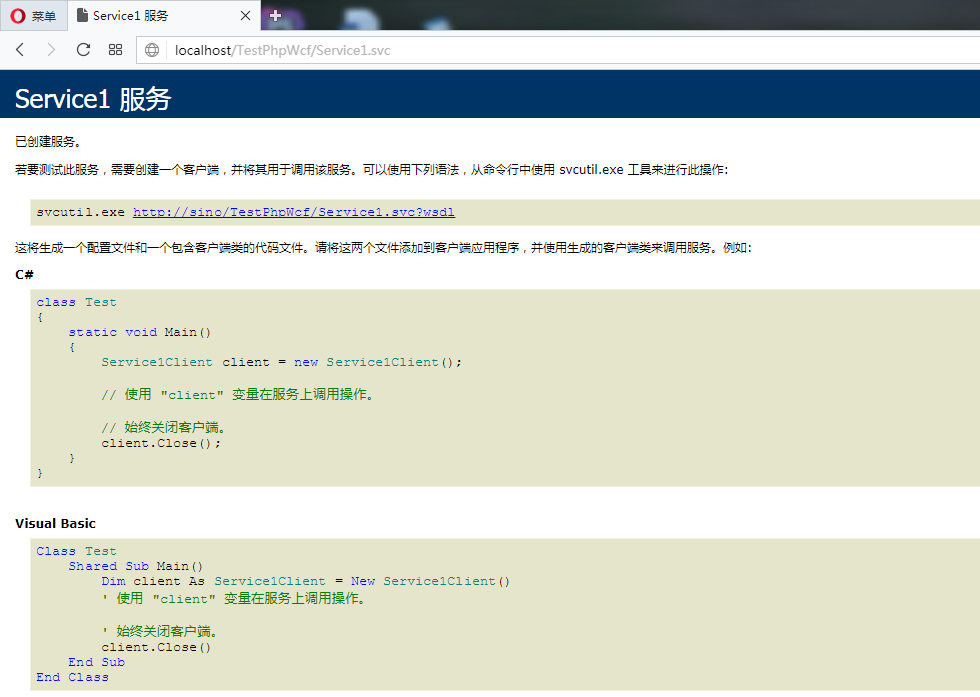 菜单
Service1 服务
localhost/TestPhpWcf/Service1.svc
Service1 服务
已创建服务。
若要测试此服务，需要创建一个客户端，并将其用于调用该服务。可以使用下列语法，从命令行中使用 svcutil.exe 工具来进行此操作:
svcutil.exe http://sino/TestPhpWcf/Service1.svc?wsdl
这将生成一个配置文件和一个包含客户端类的代码文件。请将这两个文件添加到客户端应用程序，并使用生成的客户端类来调用服务。例如:
C#
class Test
{
    static void Main()
    {
        Service1Client client = new Service1Client();
        // 使用 "client" 变量在服务上调用操作。
        // 始终关闭客户端。
        client.Close();
    }
}
Visual Basic
Class Test
    Shared Sub Main()
        Dim client As Service1Client = New Service1Client()
        ' 使用 "client" 变量在服务上调用操作。
        ' 始终关闭客户端。
        client.Close()
    End Sub
End Class